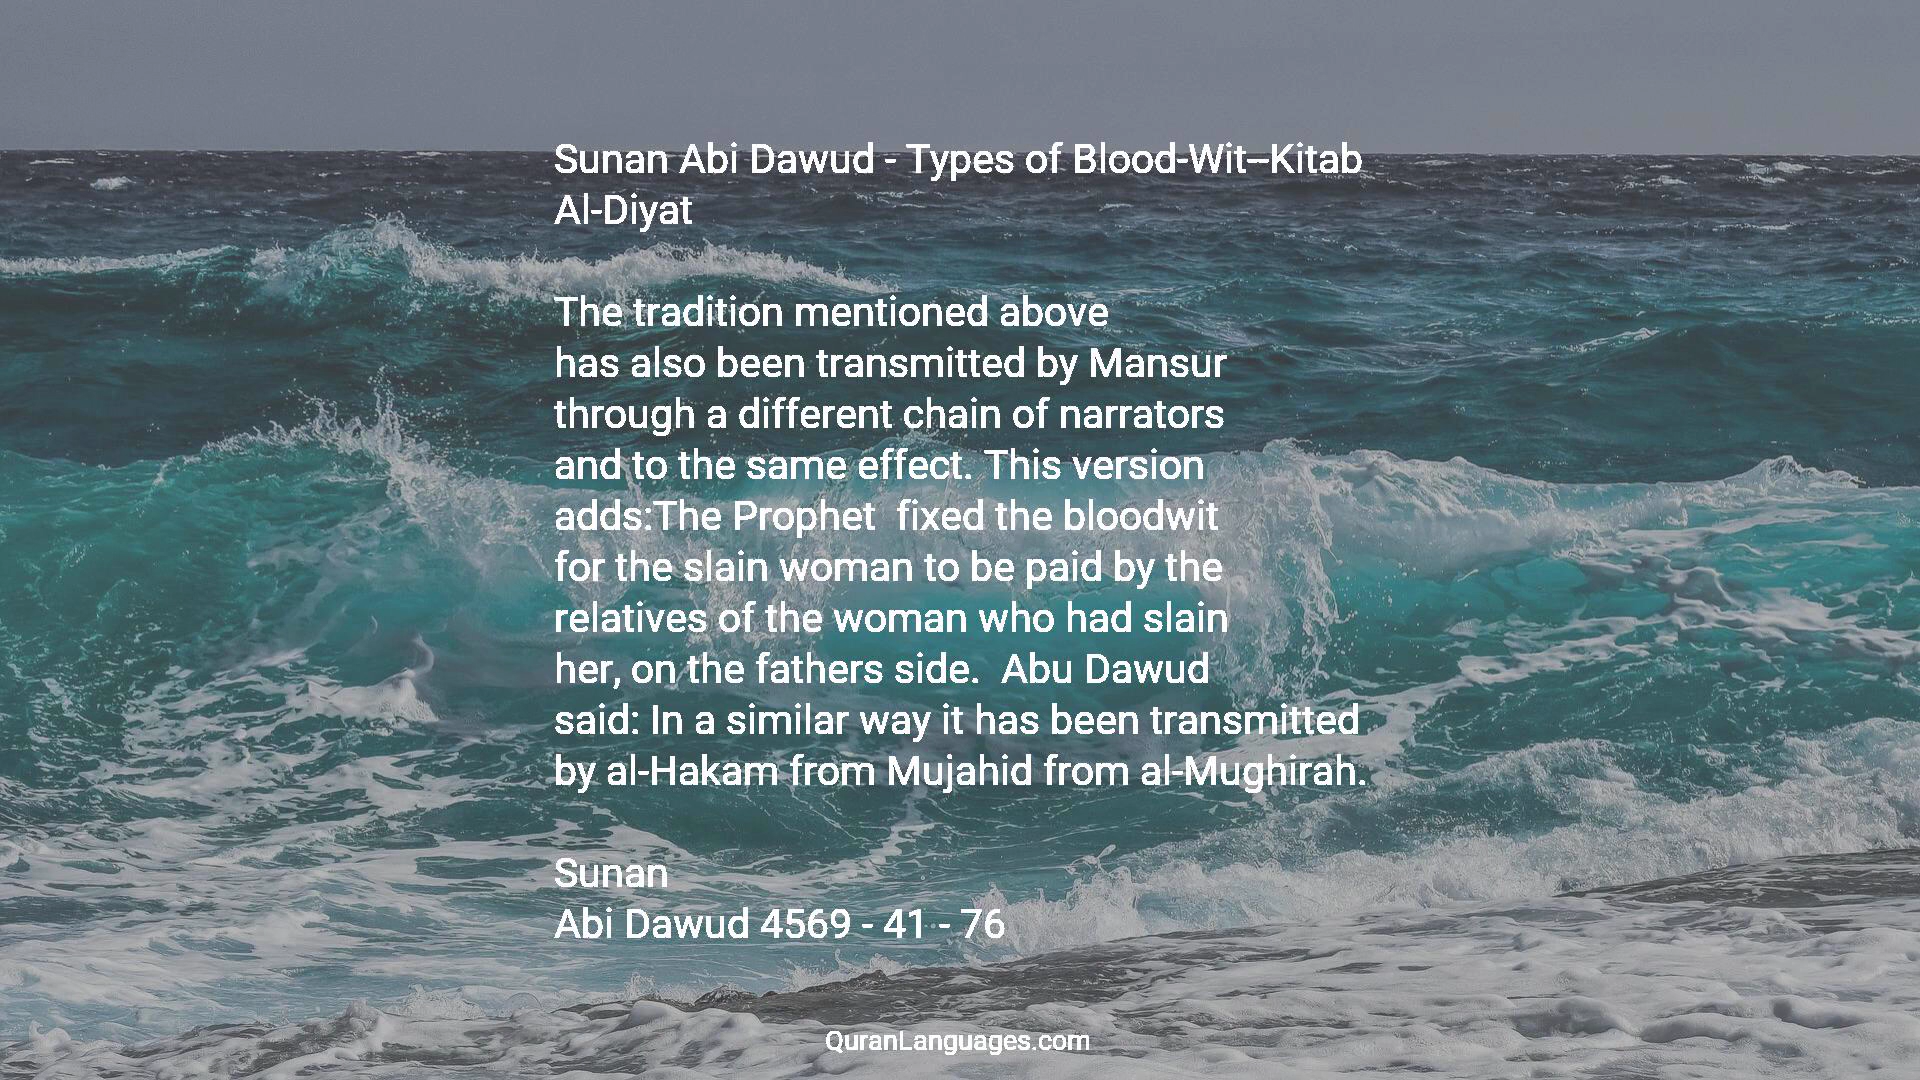 Sunan Abi Dawud - Types of Blood-Wit--Kitab
Al-Diyat
The tradition mentioned above
has also been transmitted by Mansur
through a different chain of narrators
and to the same effect. This version
adds:The Prophet  fixed the bloodwit
for the slain woman to be paid by the
relatives of the woman who had slain
her, on the fathers side.  Abu Dawud
said: In a similar way it has been transmitted
by al-Hakam from Mujahid from al-Mughirah.
Sunan
Abi Dawud 4569 - 41 - 76
QuranLanguages.com